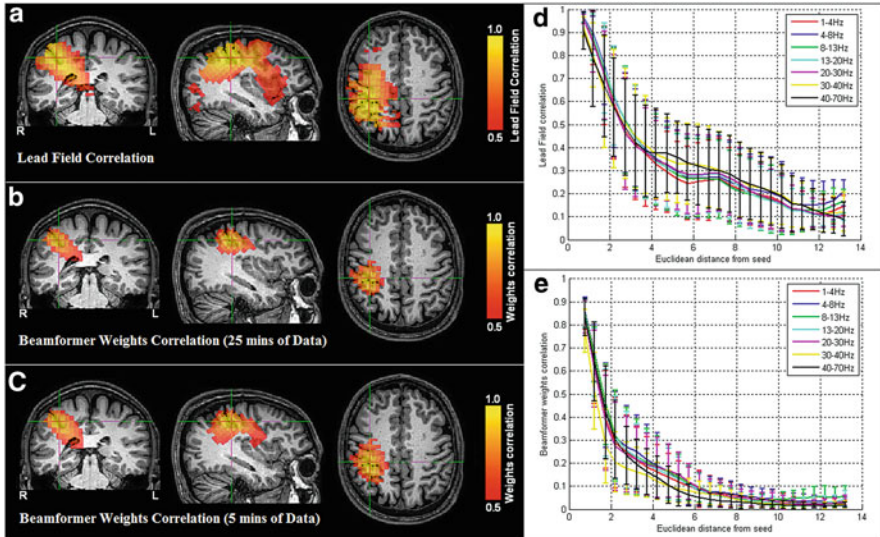 a
R
L
1.0
0.5
Lead Field Correlation
Lead Field Correlation
b
R
L
1.0
0.5
Weights correlation
Beamformer Weights Correlation (25 mins of Data)
C
R
L
1.0
0.5
Weights correlation
Beamformer Weights Correlation (5 mins of Data)
d
1
0.9
0.8
0.7
0.6
0.5
0.4
0.3
0.2
0.1
0
0 2 4 6 8 10 12 14
Lead Field correlation
Euclidean distance from seed
1-4Hz
4-8Hz
8-13Hz
13-20Hz
20-30Hz
30-40Hz
40-70Hz
e
1
0.9
0.8
0.7
0.6
0.5
0.4
0.3
0.2
0.1
0
0 2 4 6 8 10 12 14
Beamformer weights correlation
Euclidean distance from seed
1-4Hz
4-8Hz
8-13Hz
13-20Hz
20-30Hz
30-40Hz
40-70Hz